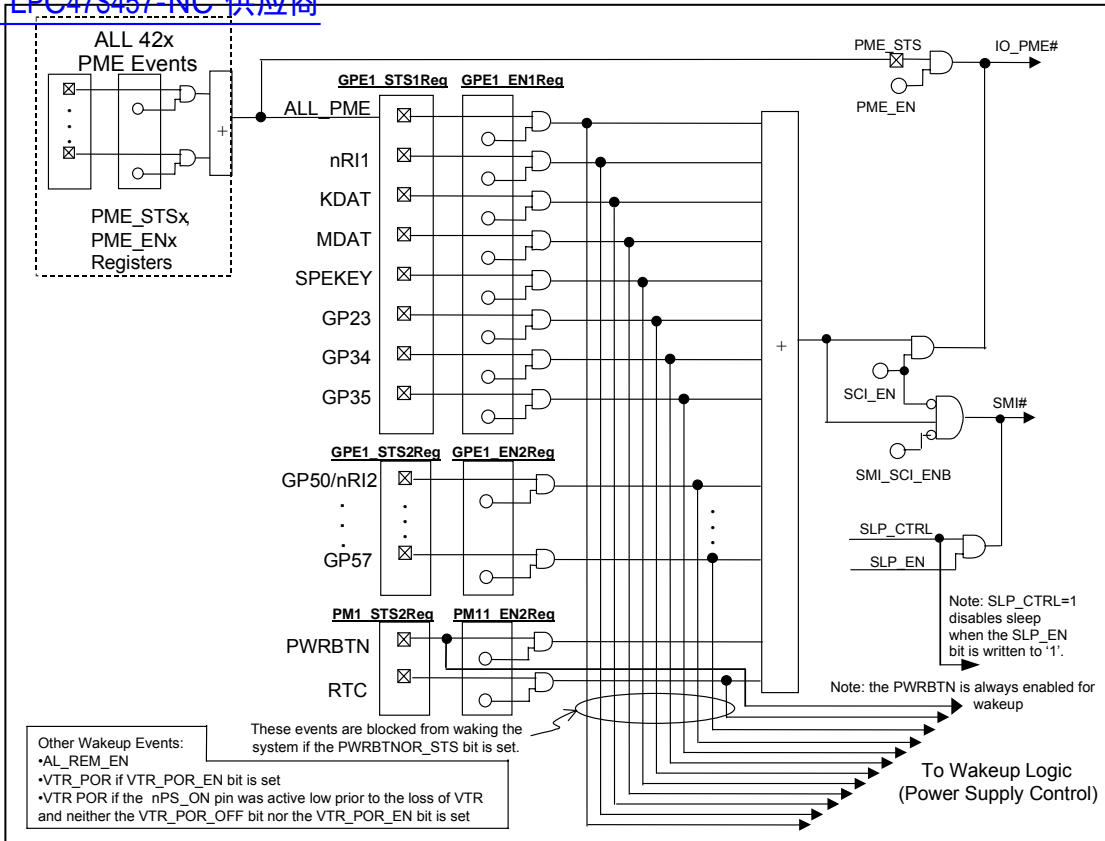 LPC47S457-NC 供应商
ALL 42x
PME Events
PME_STSx,
PME_ENx
Registers
+
PME_STS
IO_PME#
PME_EN
GPE1_STS1Reg
GPE1_EN1Reg
ALL_PME
nRI1
KDAT
MDAT
SPEKEY
GP23
GP34
GP35
+
SCI_EN
SMI#
SMI_SCI_ENB
GPE1_STS2Reg
GPE1_EN2Reg
GP50/nRI2
GP57
SLP_CTRL
SLP_EN
Note: SLP_CTRL=1
disables sleep
when the SLP_EN
bit is written to ‘1’.
PM1_STS2Reg
PM11_EN2Reg
PWRBTN
RTC
Note: the PWRBTN is always enabled for
wakeup
These events are blocked from waking the
system if the PWRBTNOR_STS bit is set.
Other Wakeup Events:
•AL_REM_EN
•VTR_POR if VTR_POR_EN bit is set
•VTR POR if the nPS_ON pin was active low prior to the loss of VTR
and neither the VTR_POR_OFF bit nor the VTR_POR_EN bit is set
To Wakeup Logic
(Power Supply Control)